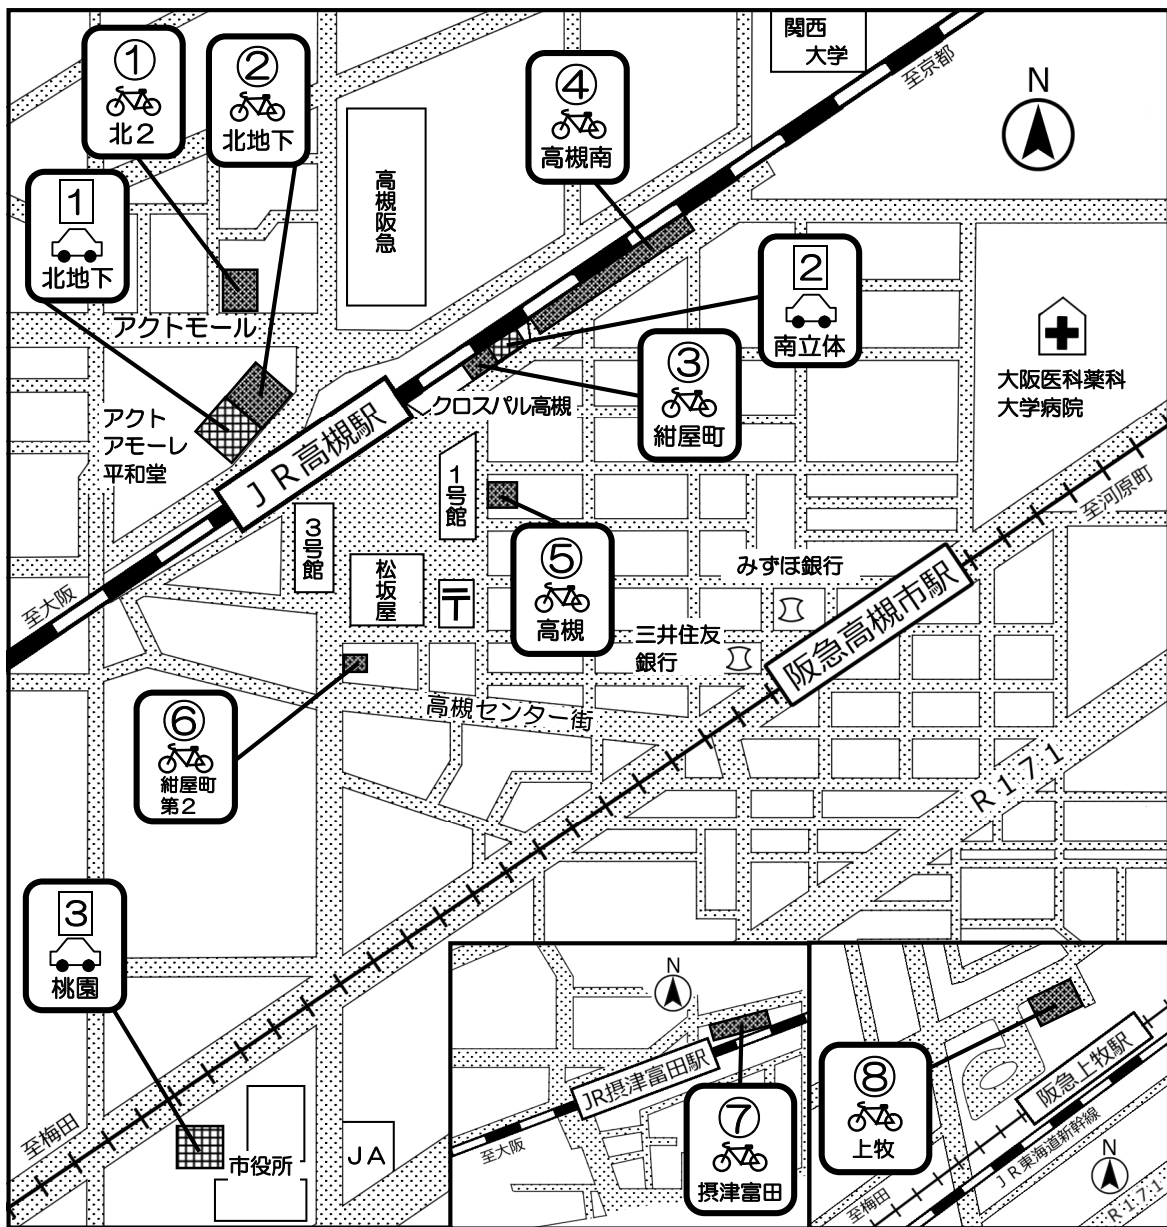 ①
北2
②
北地下
④
高槻南
関西
大学
至京都
N
1
北地下
高槻阪急
2
南立体
③
紺屋町
大阪医科薬科
大学病院
アクトモール
アクト
アモーレ
平和堂
クロスパル高槻
JR高槻駅
1号館
3号館
松坂屋
〒
⑤
高槻
みずほ銀行
三井住友
銀行
阪急高槻市駅
至河原町
至大阪
⑥
紺屋町
第2
高槻センター街
R171
3
桃園
至梅田
市役所
JA
N
JR摂津富田駅
至大阪
⑦
摂津富田
⑧
上牧
阪急上牧駅
JR東海道新幹線
至梅田
N
R171